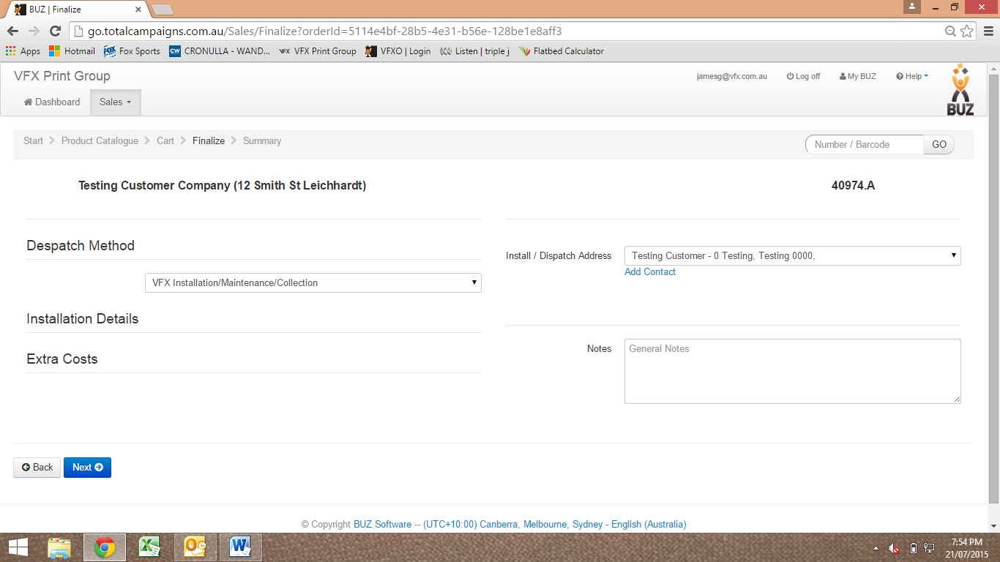 BUZ | Finalize
go.totalcampaigns.com.au/Sales/Finalize?orderId=5114e4bf-28b5-4e31-b56e-128be1e8aff3
Apps Hotmail Fox Sports CRONULLA - WAND... VFX Print Group VFXO | Login Listen | triple j Flatbed Calculator
VFX Print Group
jamesg@vfx.com.au Log off My BUZ Help
BUZ
Dashboard Sales
Start Product Catalogue Cart Finalize Summary
Number / Barcode GO
Testing Customer Company (12 Smith St Leichhardt) 40974.A
Despatch Method
VFX Installation/Maintenance/Collection
Installation Details
Extra Costs
Install / Dispatch Address Testing Customer - 0 Testing, Testing 0000,
Add Contact
Notes General Notes
Back Next
© Copyright BUZ Software -- (UTC+10:00) Canberra, Melbourne, Sydney - English (Australia)
7:54 PM
21/07/2015